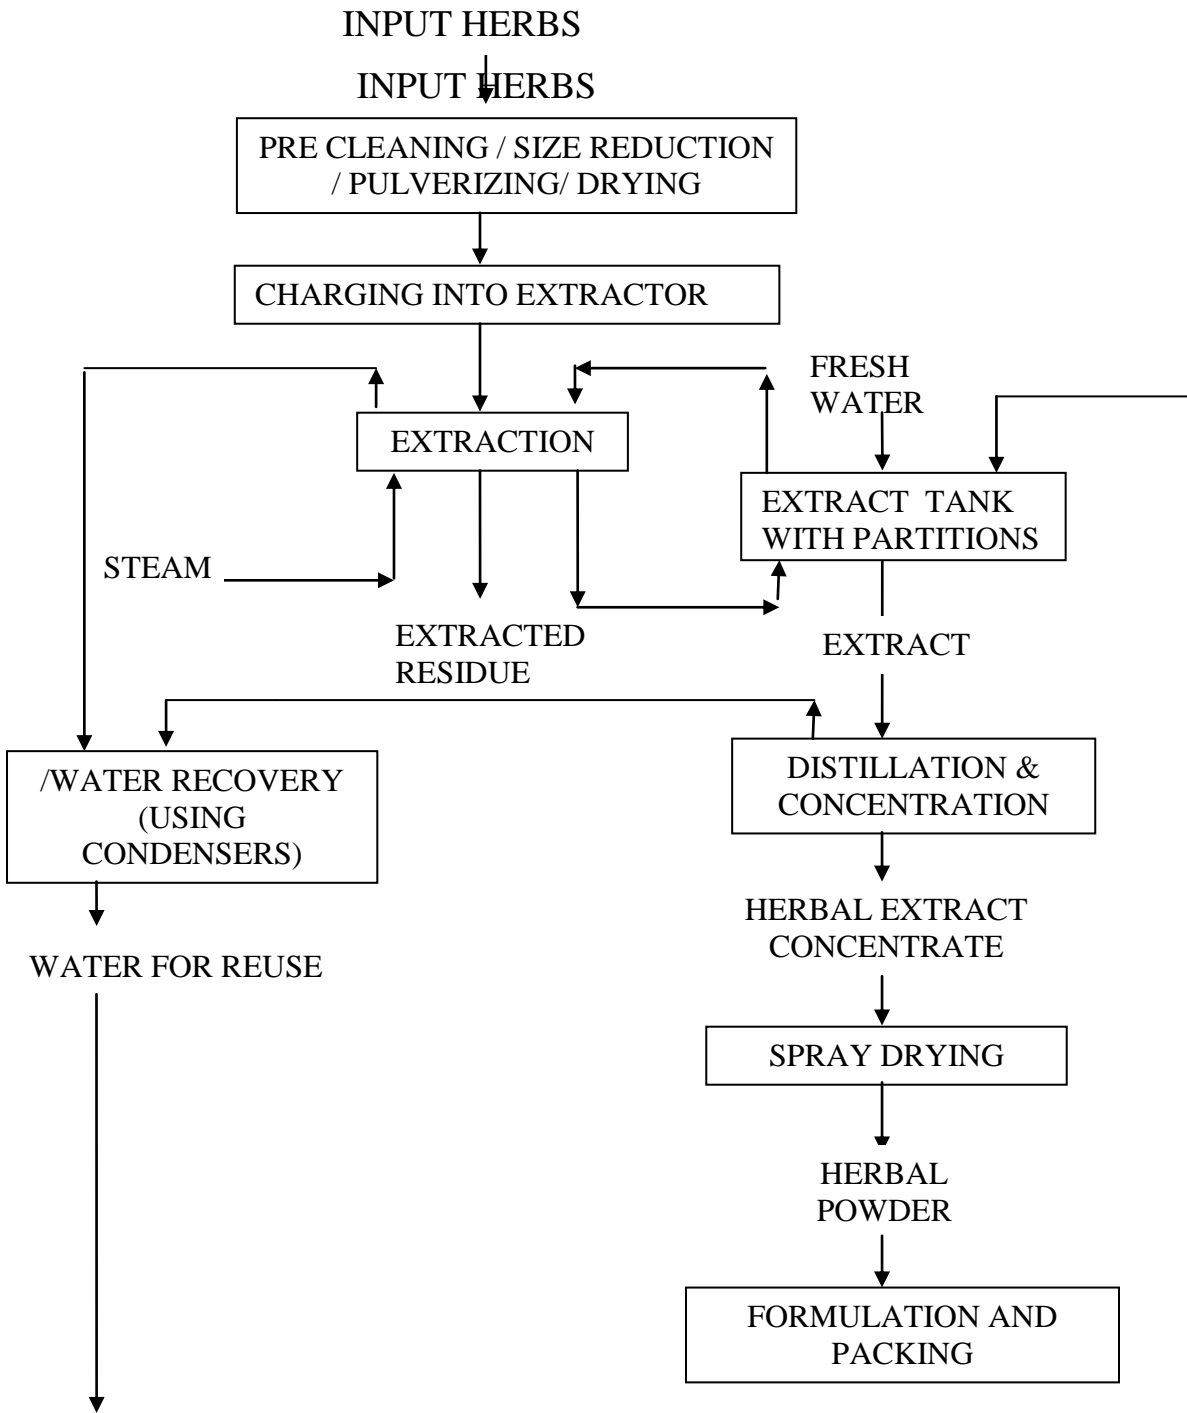 INPUT HERBS
INPUT HERBS
PRE CLEANING / SIZE REDUCTION
/ PULVERIZING/ DRYING
CHARGING INTO EXTRACTOR
FRESH
WATER
EXTRACTION
EXTRACT TANK
WITH PARTITIONS
STEAM
EXTRACTED
RESIDUE
EXTRACT
/WATER RECOVERY
(USING
CONDENSERS)
DISTILLATION &
CONCENTRATION
HERBAL EXTRACT
CONCENTRATE
WATER FOR REUSE
SPRAY DRYING
HERBAL
POWDER
FORMULATION AND
PACKING